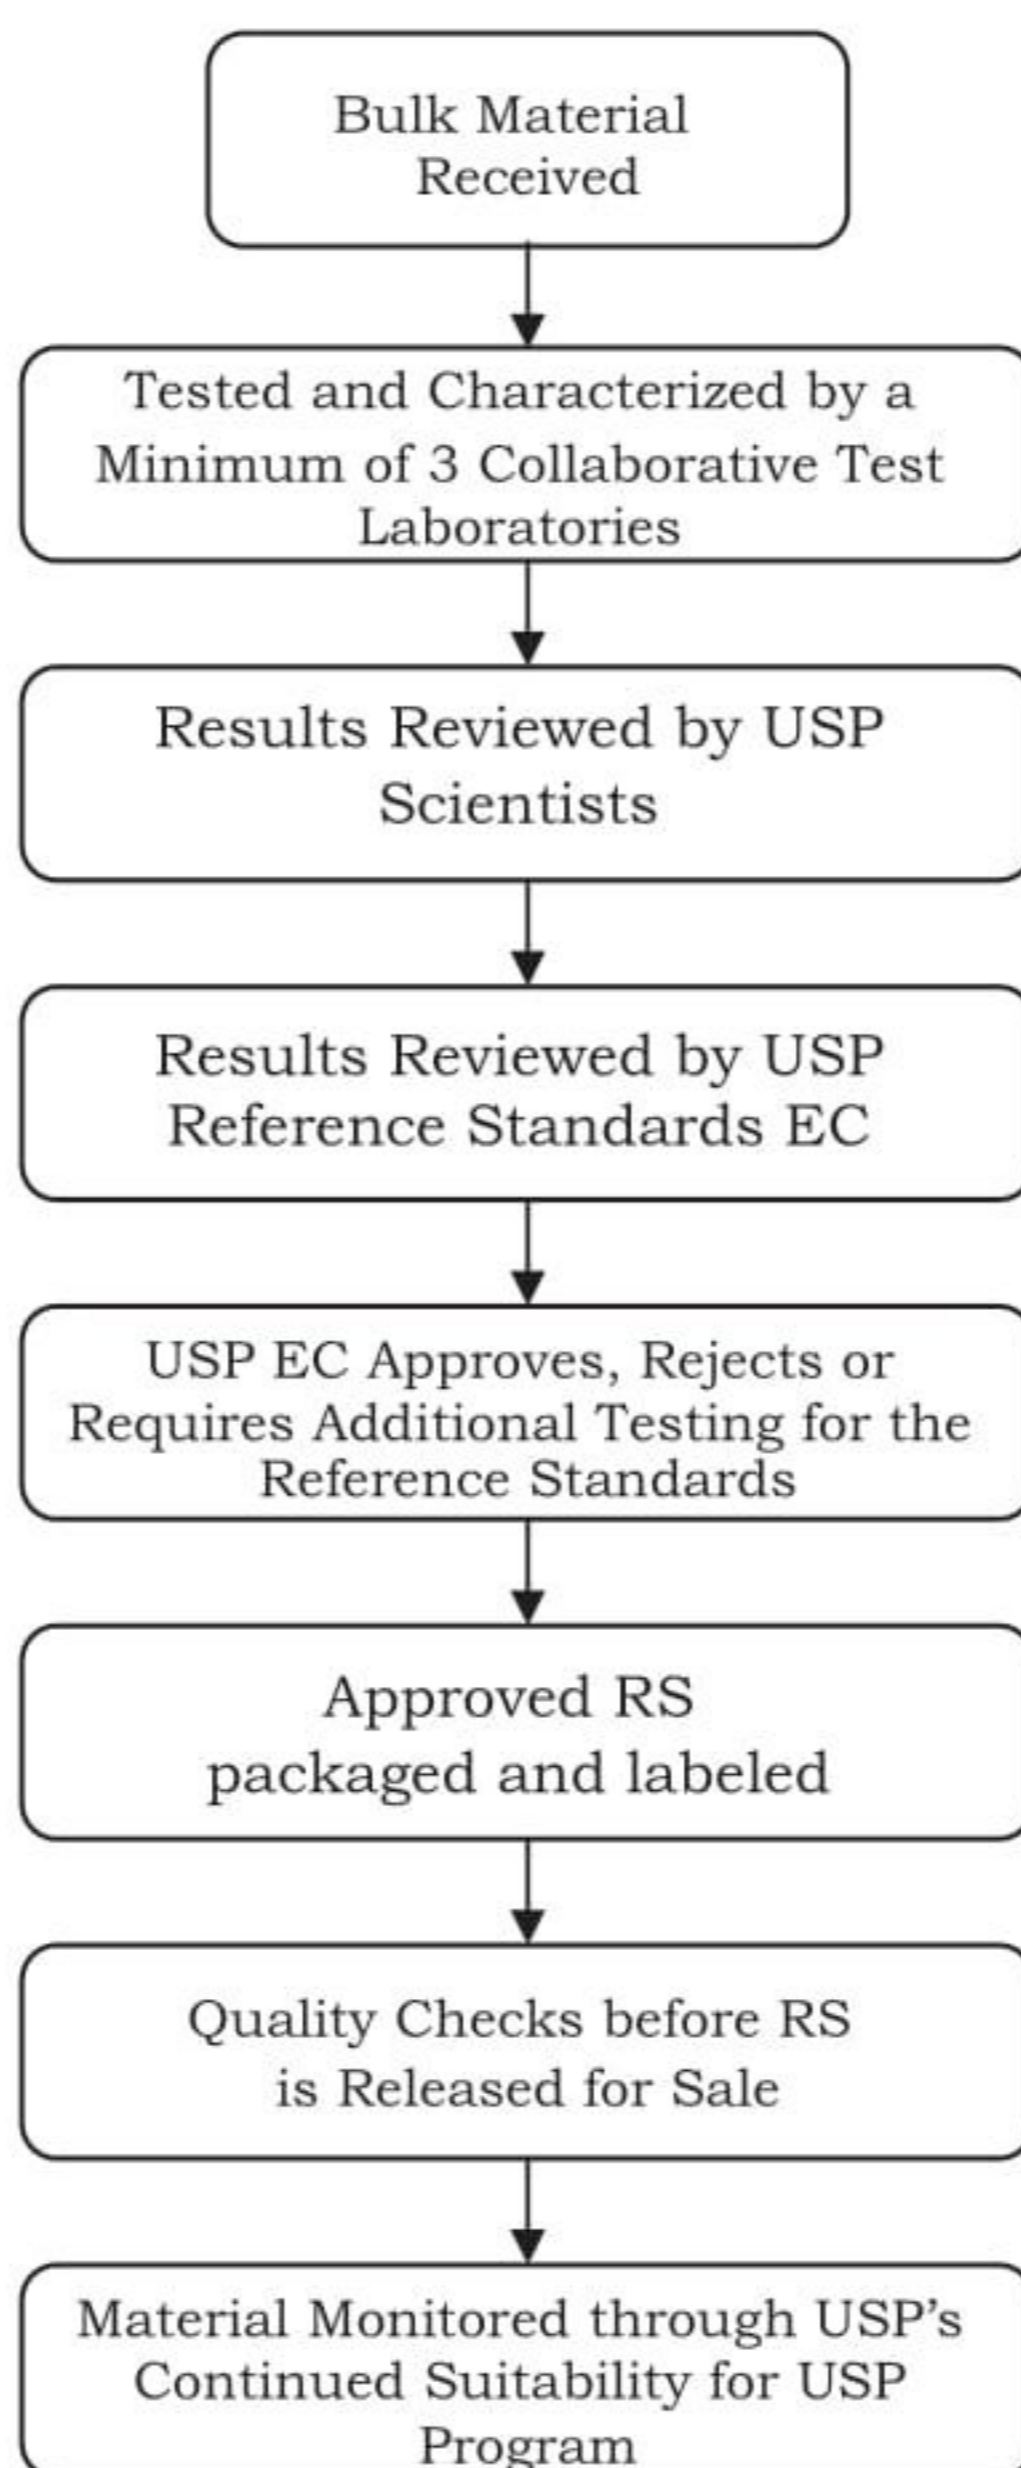 Bulk Material
Received
Tested and Characterized by a
Minimum of 3 Collaborative Test
Laboratories
Results Reviewed by USP
Scientists
Results Reviewed by USP
Reference Standards EC
USP EC Approves, Rejects or
Requires Additional Testing for the
Reference Standards
Approved RS
packaged and labeled
Quality Checks before RS
is Released for Sale
Material Monitored through USP’s
Continued Suitability for USP
Program